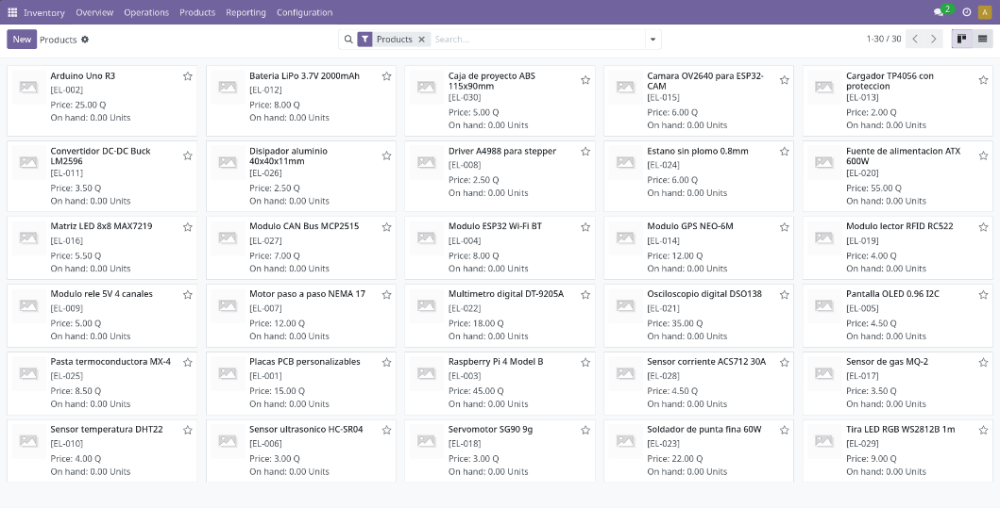 Inventory Overview Operations Products Reporting Configuration 2 A
New Products Products Search... 1-30 / 30
Arduino Uno R3
[EL-002]
Price: 25.00 Q
On hand: 0.00 Units
Bateria LiPo 3.7V 2000mAh
[EL-012]
Price: 8.00 Q
On hand: 0.00 Units
Caja de proyecto ABS
115x90mm
[EL-030]
Price: 5.00 Q
On hand: 0.00 Units
Camara OV2640 para ESP32-
CAM
[EL-015]
Price: 6.00 Q
On hand: 0.00 Units
Cargador TP4056 con
proteccion
[EL-013]
Price: 2.00 Q
On hand: 0.00 Units
Convertidor DC-DC Buck
LM2596
[EL-011]
Price: 3.50 Q
On hand: 0.00 Units
Disipador aluminio
40x40x11mm
[EL-026]
Price: 2.50 Q
On hand: 0.00 Units
Driver A4988 para stepper
[EL-008]
Price: 2.50 Q
On hand: 0.00 Units
Estano sin plomo 0.8mm
[EL-024]
Price: 6.00 Q
On hand: 0.00 Units
Fuente de alimentacion ATX
600W
[EL-020]
Price: 55.00 Q
On hand: 0.00 Units
Matriz LED 8x8 MAX7219
[EL-016]
Price: 5.50 Q
On hand: 0.00 Units
Modulo CAN Bus MCP2515
[EL-027]
Price: 7.00 Q
On hand: 0.00 Units
Modulo ESP32 Wi-Fi BT
[EL-004]
Price: 8.00 Q
On hand: 0.00 Units
Modulo GPS NEO-6M
[EL-014]
Price: 12.00 Q
On hand: 0.00 Units
Modulo lector RFID RC522
[EL-019]
Price: 4.00 Q
On hand: 0.00 Units
Modulo rele 5V 4 canales
[EL-009]
Price: 5.00 Q
On hand: 0.00 Units
Motor paso a paso NEMA 17
[EL-007]
Price: 12.00 Q
On hand: 0.00 Units
Multimetro digital DT-9205A
[EL-022]
Price: 18.00 Q
On hand: 0.00 Units
Osciloscopio digital DSO138
[EL-021]
Price: 35.00 Q
On hand: 0.00 Units
Pantalla OLED 0.96 I2C
[EL-005]
Price: 4.50 Q
On hand: 0.00 Units
Pasta termoconductora MX-4
[EL-025]
Price: 8.50 Q
On hand: 0.00 Units
Placas PCB personalizables
[EL-001]
Price: 15.00 Q
On hand: 0.00 Units
Raspberry Pi 4 Model B
[EL-003]
Price: 45.00 Q
On hand: 0.00 Units
Sensor corriente ACS712 30A
[EL-028]
Price: 4.50 Q
On hand: 0.00 Units
Sensor de gas MQ-2
[EL-017]
Price: 3.50 Q
On hand: 0.00 Units
Sensor temperatura DHT22
[EL-010]
Price: 4.00 Q
On hand: 0.00 Units
Sensor ultrasonico HC-SR04
[EL-006]
Price: 3.00 Q
On hand: 0.00 Units
Servomotor SG90 9g
[EL-018]
Price: 3.00 Q
On hand: 0.00 Units
Soldador de punta fina 60W
[EL-023]
Price: 22.00 Q
On hand: 0.00 Units
Tira LED RGB WS2812B 1m
[EL-029]
Price: 9.00 Q
On hand: 0.00 Units